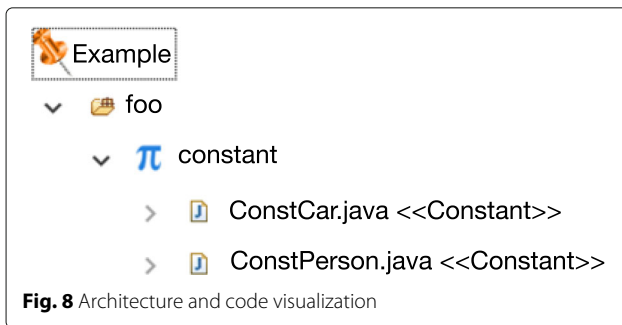 Example
foo
π constant
J ConstCar.java <<Constant>>
J ConstPerson.java <<Constant>>
Fig. 8 Architecture and code visualization